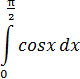 π
2
∫ cosx dx
0